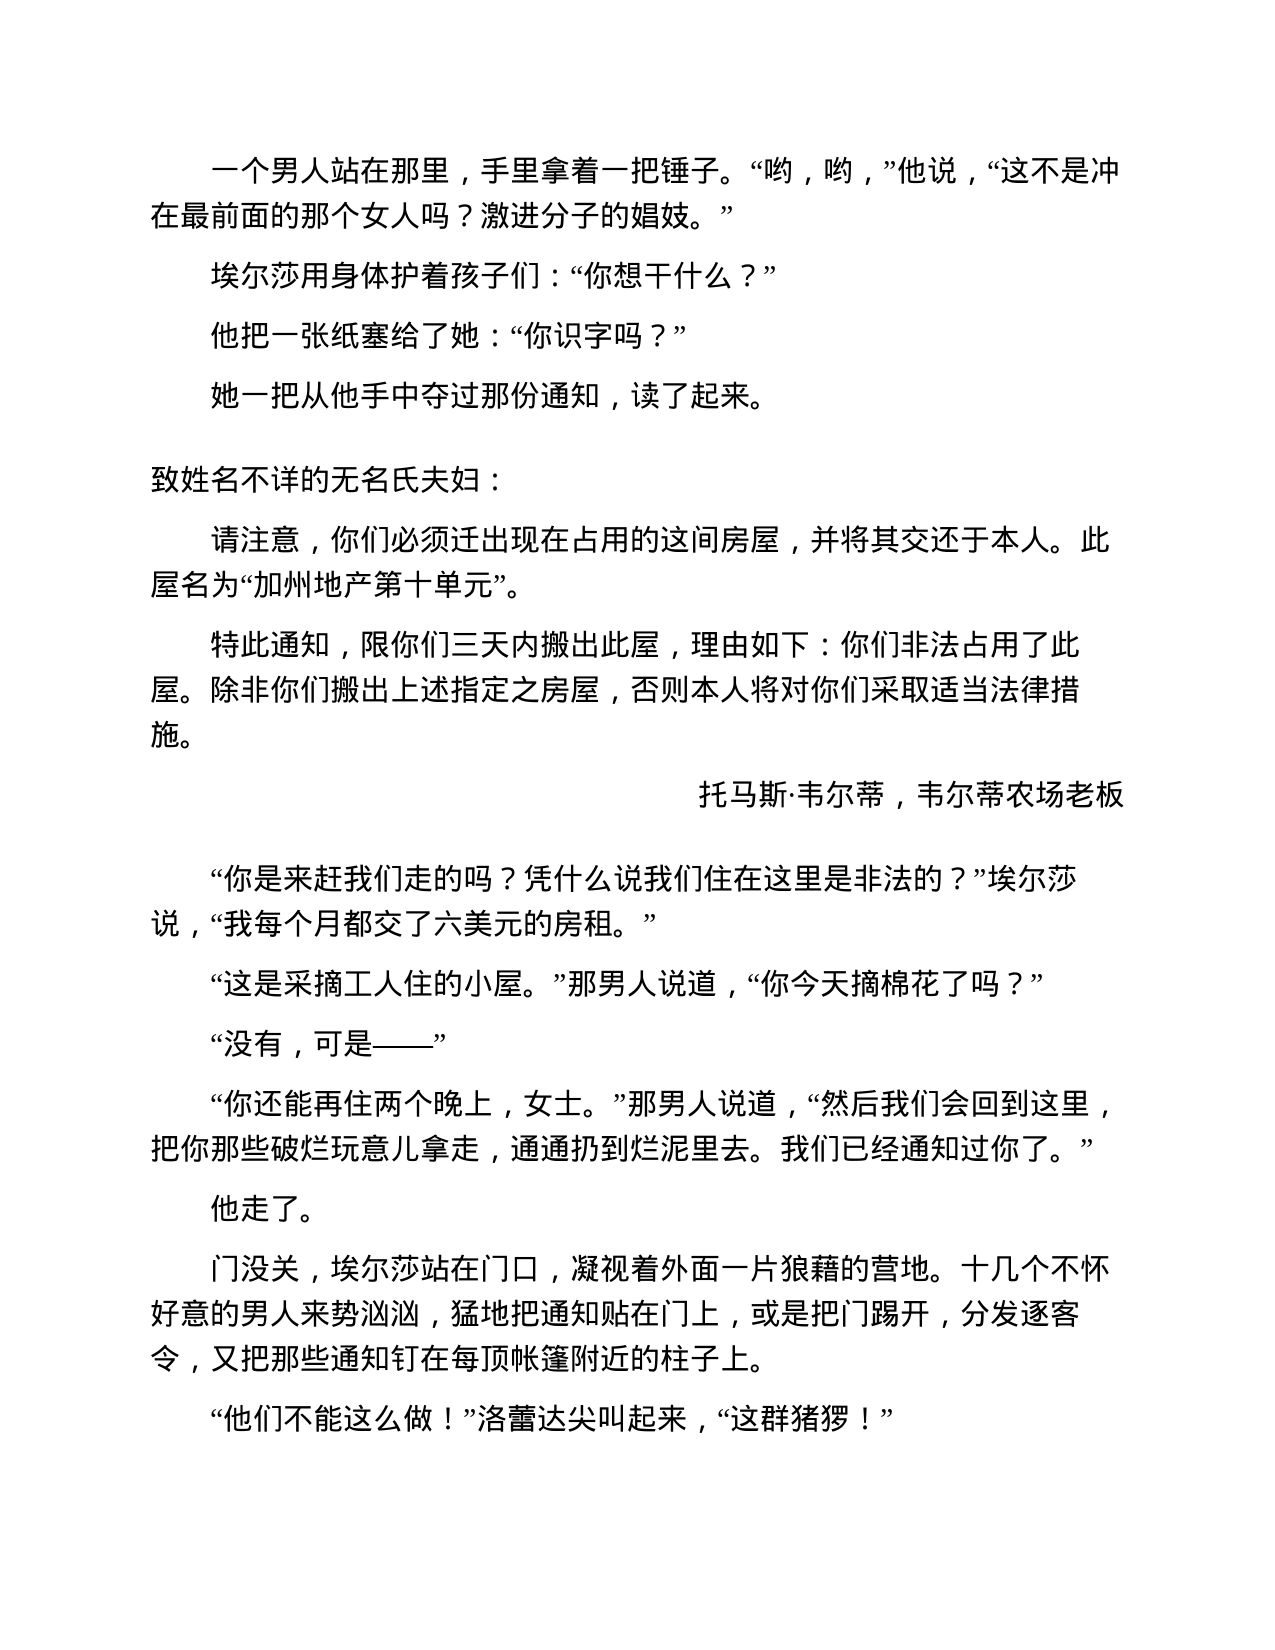 一个男人站在那里，手里拿着一把锤子。“哟，哟，”他说，“这不是冲
在最前面的那个女人吗？激进分子的娼妓。”
埃尔莎用身体护着孩子们：“你想干什么？”
他把一张纸塞给了她：“你识字吗？”
她一把从他手中夺过那份通知，读了起来。
致姓名不详的无名氏夫妇：
请注意，你们必须迁出现在占用的这间房屋，并将其交还于本人。此
屋名为“加州地产第十单元”。
特此通知，限你们三天内搬出此屋，理由如下：你们非法占用了此
屋。除非你们搬出上述指定之房屋，否则本人将对你们采取适当法律措
施。
托马斯·韦尔蒂，韦尔蒂农场老板
“你是来赶我们走的吗？凭什么说我们住在这里是非法的？”埃尔莎
说，“我每个月都交了六美元的房租。”
“这是采摘工人住的小屋。”那男人说道，“你今天摘棉花了吗？”
“没有，可是——”
“你还能再住两个晚上，女士。”那男人说道，“然后我们会回到这里，
把你那些破烂玩意儿拿走，通通扔到烂泥里去。我们已经通知过你了。”
他走了。
门没关，埃尔莎站在门口，凝视着外面一片狼藉的营地。十几个不怀
好意的男人来势汹汹，猛地把通知贴在门上，或是把门踢开，分发逐客
令，又把那些通知钉在每顶帐篷附近的柱子上。
“他们不能这么做！”洛蕾达尖叫起来，“这群猪猡！”